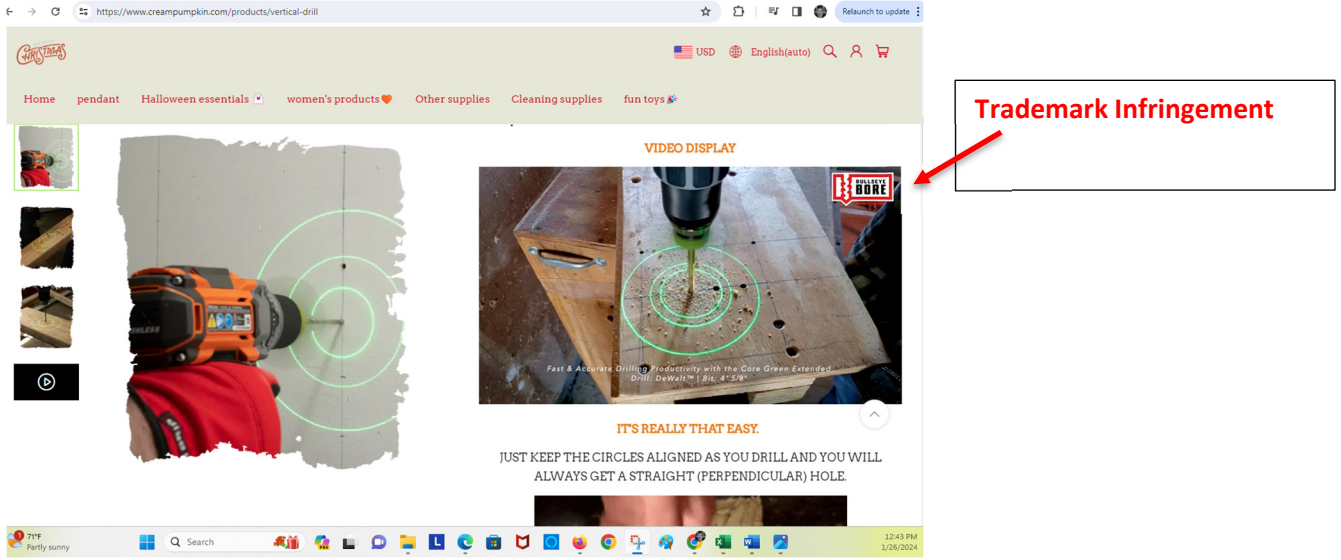 https://www.creampumpkin.com/products/vertical-drill
Relaunch to update
CHRISTMAS
USD
English(auto)
Home
pendant
Halloween essentials
women's products
Other supplies
Cleaning supplies
fun toys
Trademark Infringement
VIDEO DISPLAY
BULLSEYE
BORE
Fast & Accurate Drilling Productivity with the Core Green Extended
Drill: DeWalt™ | Bit: 4" 5/8"
IT'S REALLY THAT EASY.
JUST KEEP THE CIRCLES ALIGNED AS YOU DRILL AND YOU WILL
ALWAYS GET A STRAIGHT (PERPENDICULAR) HOLE.
1
71°F
Partly sunny
Search
12:43 PM
1/26/2024